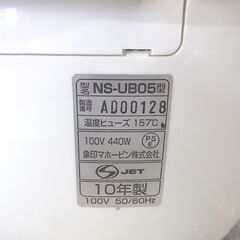 型名 NS-UB05型
製造番号 AD00128
温度ヒューズ 157℃
100V 440W PSE
象印マホービン株式会社
JET
10年製
100V 50/60Hz